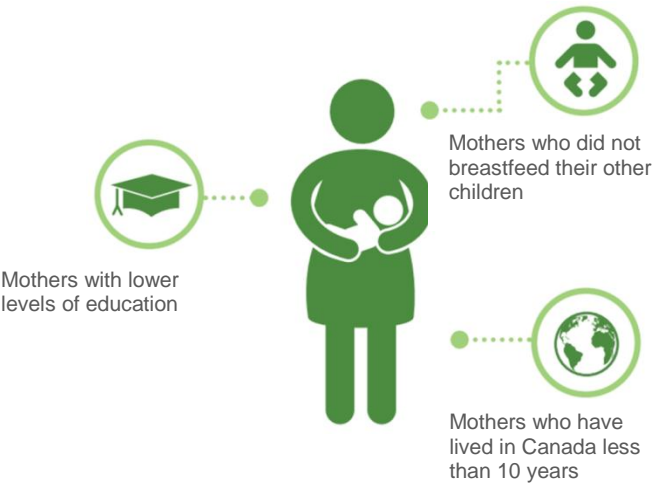 Mothers who did not
breastfeed their other
children
Mothers with lower
levels of education
Mothers who have
lived in Canada less
than 10 years